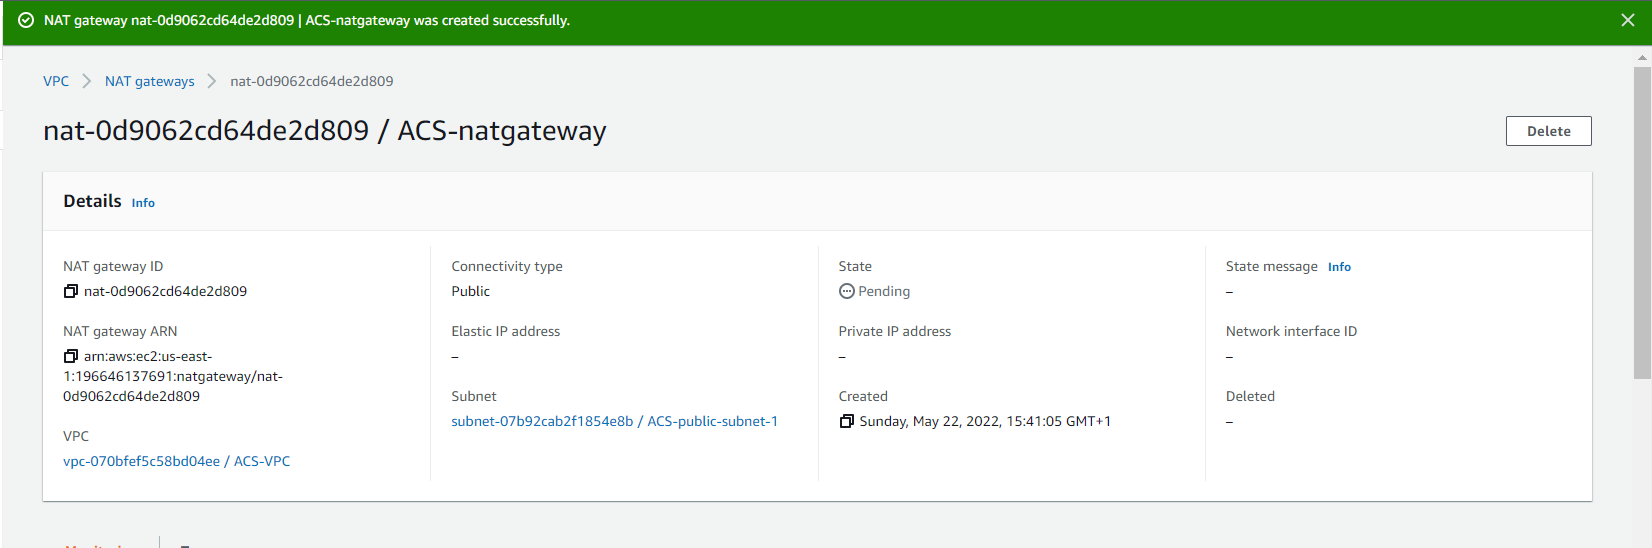 NAT gateway nat-0d9062cd64de2d809 | ACS-natgateway was created successfully.
VPC > NAT gateways > nat-0d9062cd64de2d809
nat-0d9062cd64de2d809 / ACS-natgateway
Delete
Details Info
NAT gateway ID
nat-0d9062cd64de2d809
NAT gateway ARN
arn:aws:ec2:us-east-
1:196646137691:natgateway/nat-
0d9062cd64de2d809
VPC
vpc-070bfef5c58bd04ee / ACS-VPC
Connectivity type
Public
Elastic IP address
–
Subnet
subnet-07b92cab2f1854e8b / ACS-public-subnet-1
State
Pending
Private IP address
–
Created
Sunday, May 22, 2022, 15:41:05 GMT+1
State message Info
–
Network interface ID
–
Deleted
–